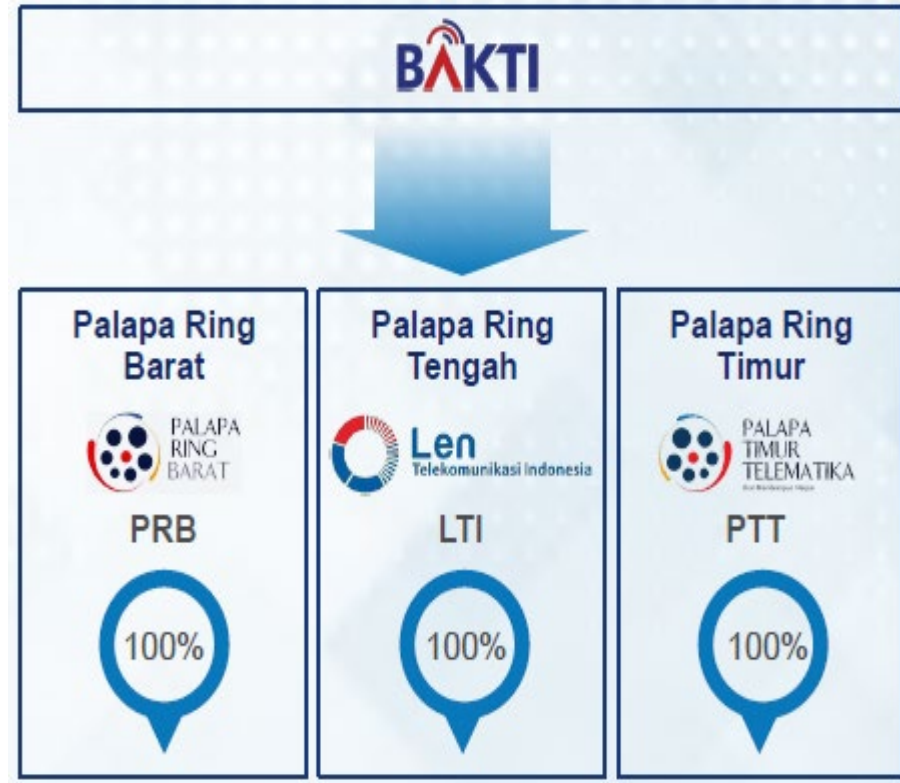 BAKTI
Palapa Ring
Barat
PALAPA
RING
BARAT
PRB
100%
Palapa Ring
Tengah
Len
Telekomunikasi Indonesia
LTI
100%
Palapa Ring
Timur
PALAPA
TIMUR
TELEMATIKA
PTT
100%